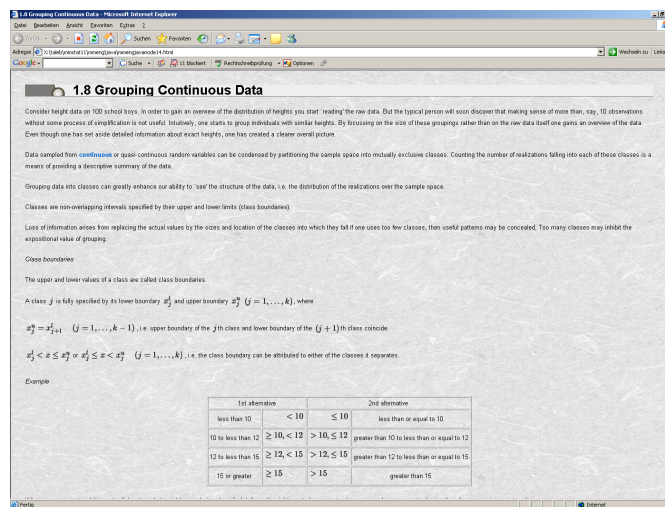 1.8 Grouping Continuous Data - Microsoft Internet Explorer
Datei Bearbeiten Ansicht Favoriten Extras ?
Zurück Suchen Favoriten
Adresse X:\taleb\mmstat1\mmeng\java\mmengjavanode14.html Wechseln zu Links
Google Suche 11 blockiert Rechtschreibprüfung Optionen
1.8 Grouping Continuous Data
Consider height data on 100 school boys. In order to gain an overview of the distribution of heights you start `reading' the raw data. But the typical person will soon discover that making sense of more than, say, 10 observations
without some process of simplification is not useful. Intuitively, one starts to group individuals with similar heights. By focussing on the size of these groupings rather than on the raw data itself one gains an overview of the data.
Even though one has set aside detailed information about exact heights, one has created a clearer overall picture.
Data sampled from continuous or quasi-continuous random variables can be condensed by partitioning the sample space into mutually exclusive classes. Counting the number of realizations falling into each of these classes is a
means of providing a descriptive summary of the data.
Grouping data into classes can greatly enhance our ability to `see' the structure of the data, i.e. the distribution of the realizations over the sample space.
Classes are non-overlapping intervals specified by their upper and lower limits (class boundaries).
Loss of information arises from replacing the actual values by the sizes and location of the classes into which they fall.If one uses too few classes, then useful patterns may be concealed. Too many classes may inhibit the
expositional value of grouping.
Class boundaries
The upper and lower values of a class are called class boundaries.
A class j is fully specified by its lower boundary x_j^l and upper boundary x_j^u (j = 1, . . . , k), where
x_j^u = x_{j+1}^l (j = 1, . . . , k − 1), i.e. upper boundary of the j th class and lower boundary of the (j + 1) th class coincide.
x_j^l < x ≤ x_j^u or x_j^l ≤ x < x_j^u (j = 1, . . . , k), i.e. the class boundary can be attributed to either of the classes it separates.
Example
1st alternative 2nd alternative
less than 10 < 10 ≤ 10 less than or equal to 10
10 to less than 12 ≥ 10, < 12 > 10, ≤ 12 greater than 10 to less than or equal to 12
12 to less than 15 ≥ 12, < 15 > 12, ≤ 15 greater than 12 to less than or equal to 15
15 or greater ≥ 15 > 15 greater than 15
Fertig Internet